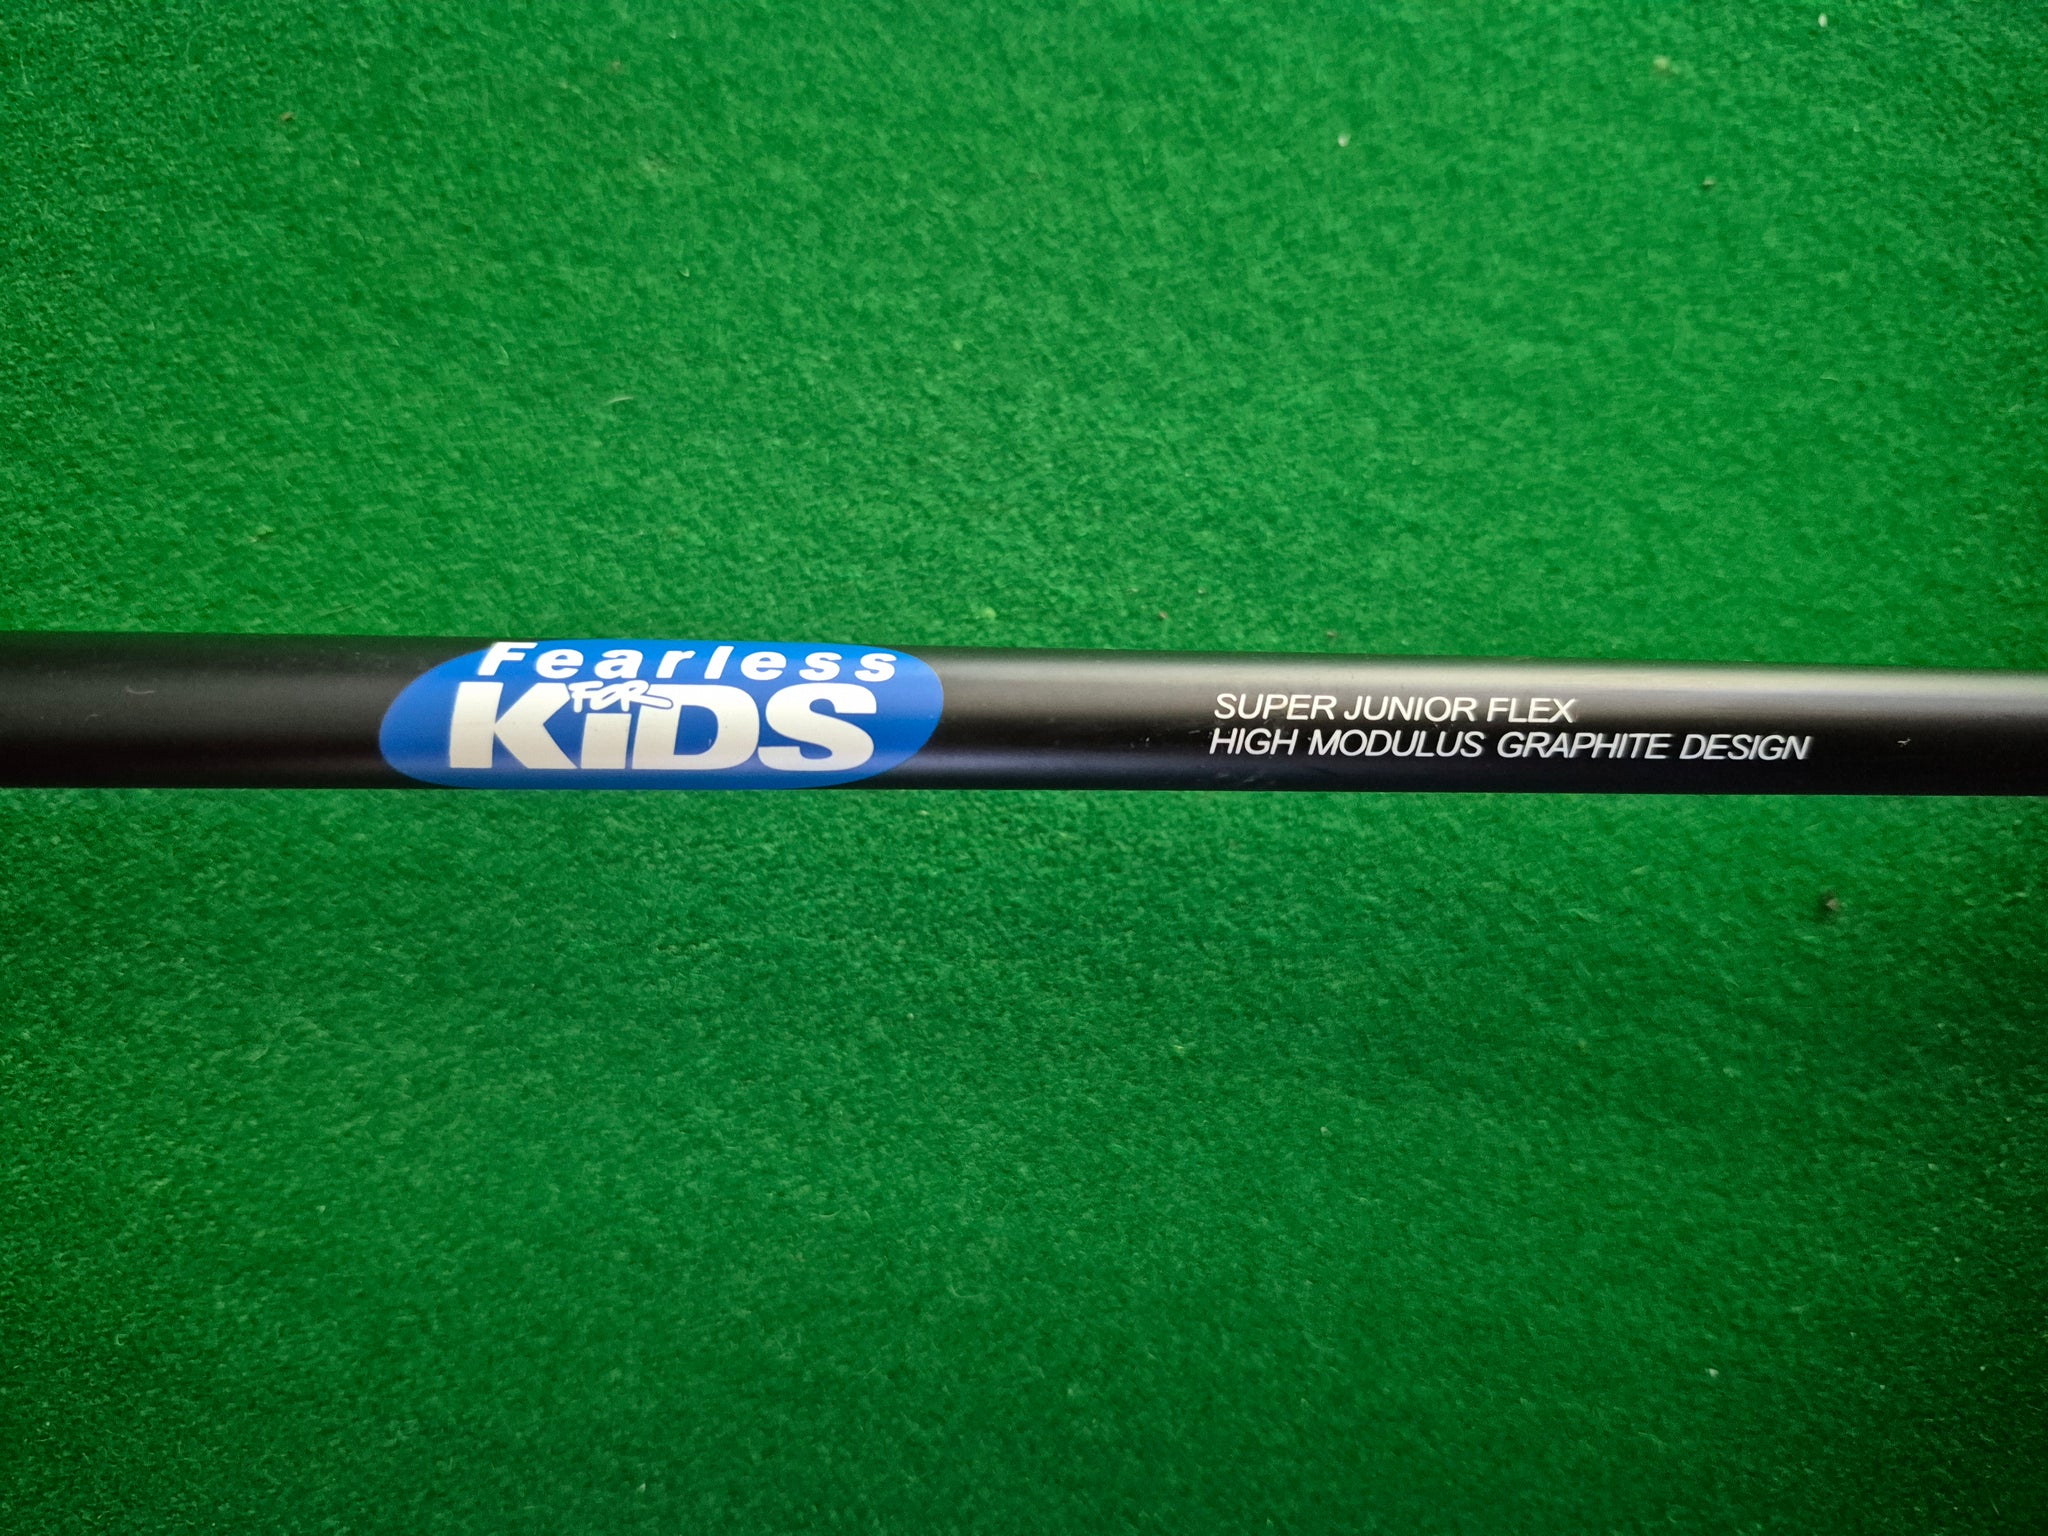 Fearless
FOR
KiDS
SUPER JUNIOR FLEX
HIGH MODULUS GRAPHITE DESIGN